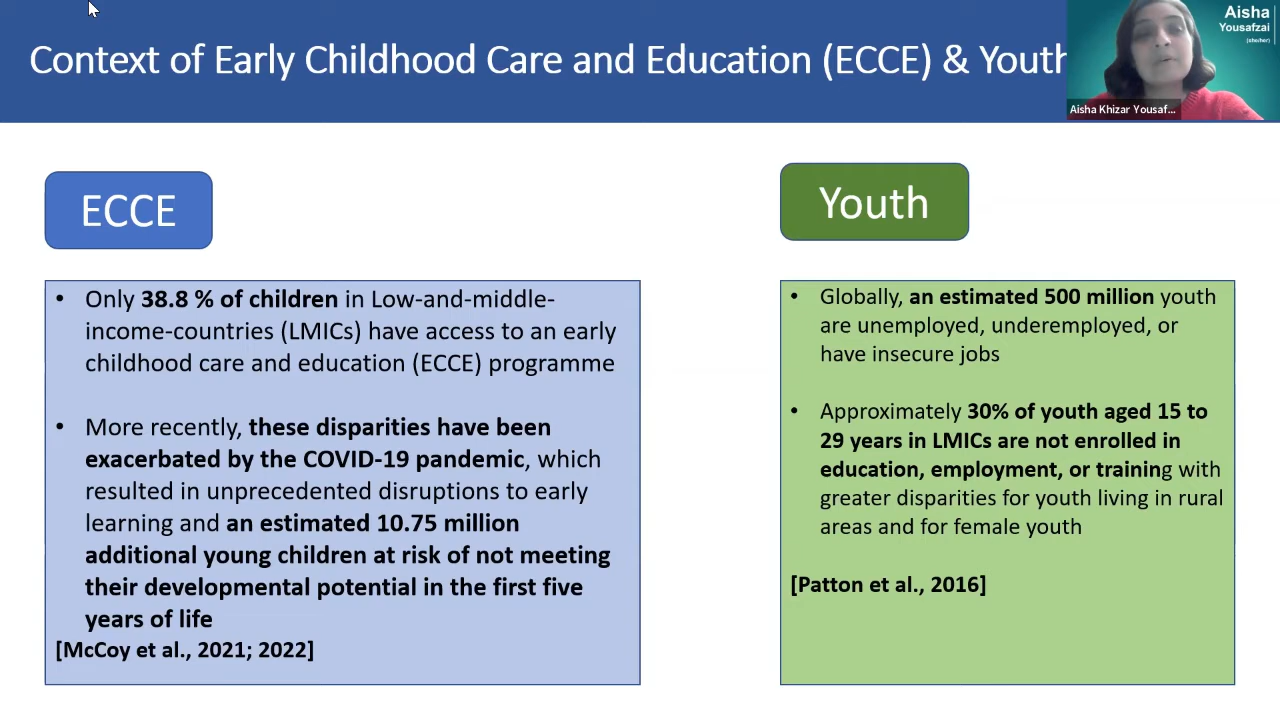 Context of Early Childhood Care and Education (ECCE) & Youth
Aisha
Yousafzai
(she/her)
Aisha Khizar Yousaf...
ECCE
Youth
• Only 38.8 % of children in Low-and-middle-
income-countries (LMICs) have access to an early
childhood care and education (ECCE) programme
• More recently, these disparities have been
exacerbated by the COVID-19 pandemic, which
resulted in unprecedented disruptions to early
learning and an estimated 10.75 million
additional young children at risk of not meeting
their developmental potential in the first five
years of life
[McCoy et al., 2021; 2022]
• Globally, an estimated 500 million youth
are unemployed, underemployed, or
have insecure jobs
• Approximately 30% of youth aged 15 to
29 years in LMICs are not enrolled in
education, employment, or training with
greater disparities for youth living in rural
areas and for female youth
[Patton et al., 2016]